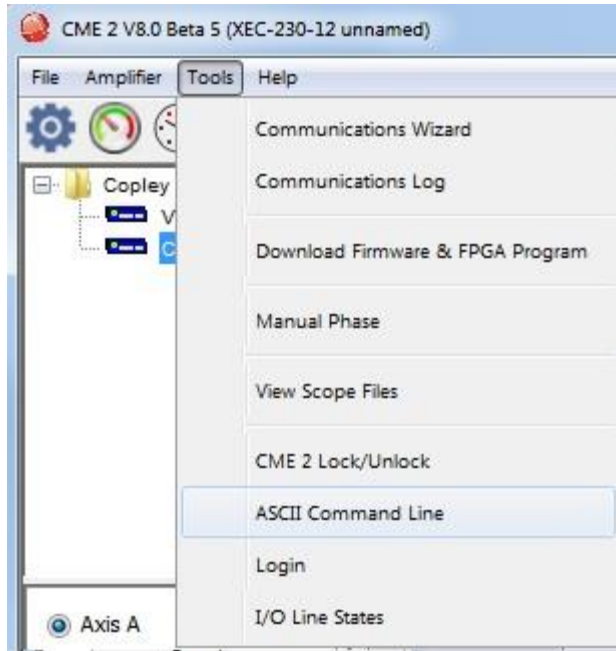 CME 2 V8.0 Beta 5 (XEC-230-12 unnamed)
File Amplifier Tools Help
Communications Wizard
Communications Log
Download Firmware & FPGA Program
Manual Phase
View Scope Files
CME 2 Lock/Unlock
ASCII Command Line
Login
I/O Line States
Copley
V
C
Axis A